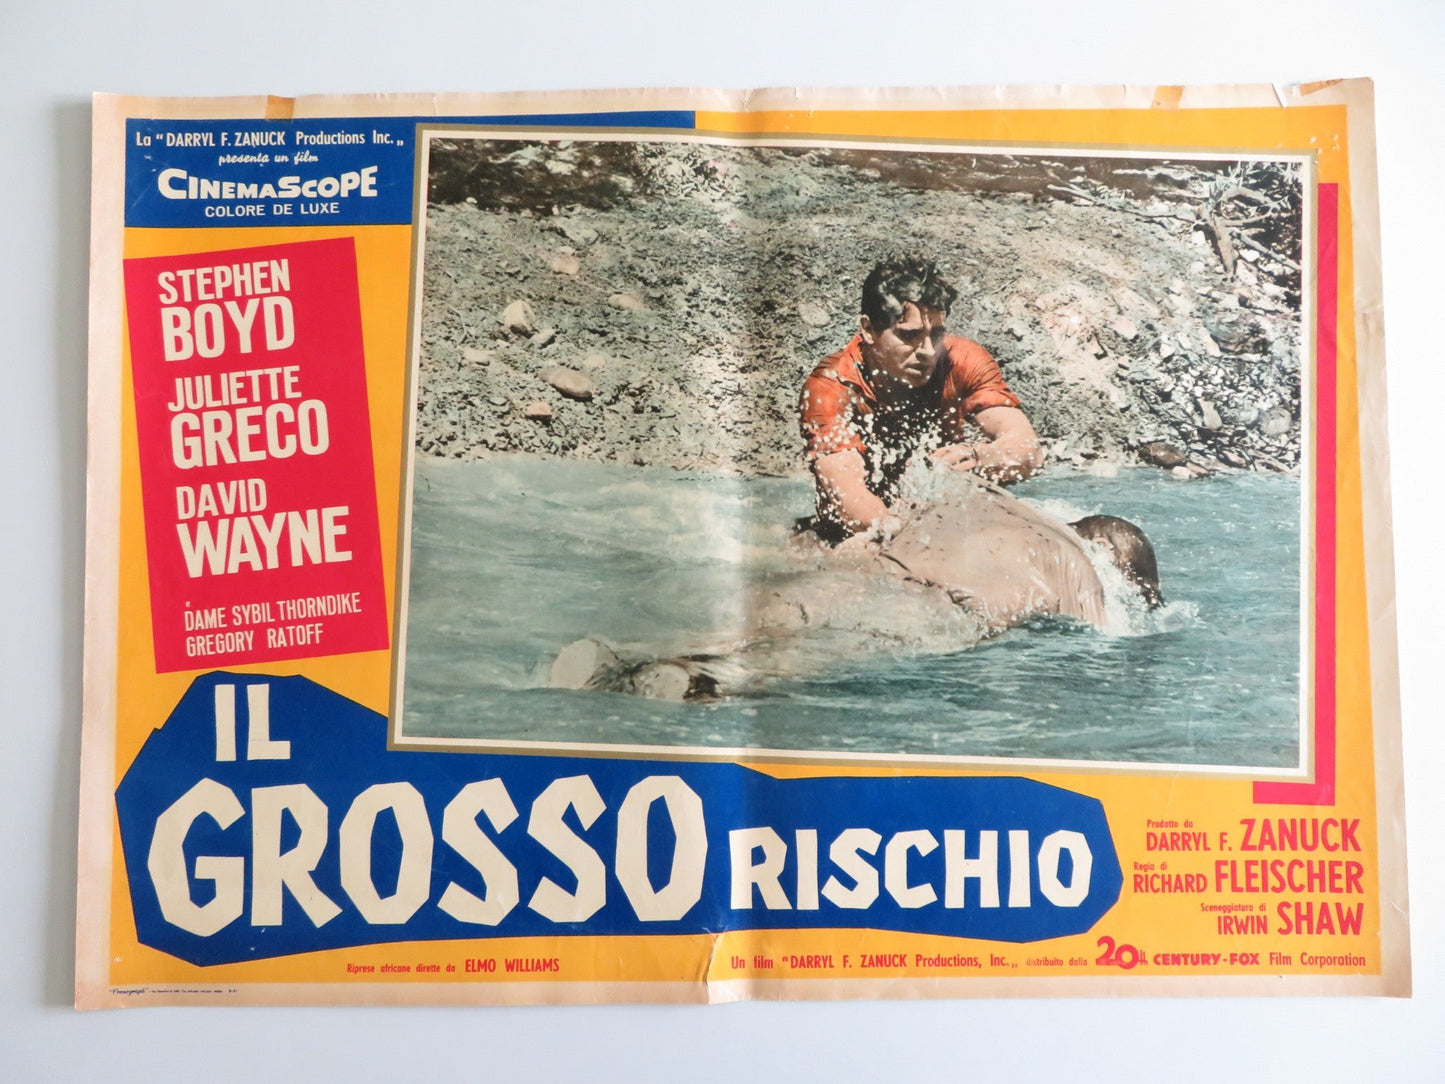 La "DARRYL F. ZANUCK Productions Inc.„
presenta un film
CINEMASCOPE
COLORE DE LUXE
STEPHEN
BOYD
JULIETTE
GRECO
DAVID
WAYNE
e
DAME SYBIL THORNDIKE
GREGORY RATOFF
IL
GROSSO RISCHIO
Prodotto da
DARRYL F. ZANUCK
Regia di
RICHARD FLEISCHER
Sceneggiatura di
IRWIN SHAW
Riprese africane dirette da ELMO WILLIAMS
Un film "DARRYL F. ZANUCK Productions, Inc.„ distribuito dalla 20th CENTURY-FOX Film Corporation